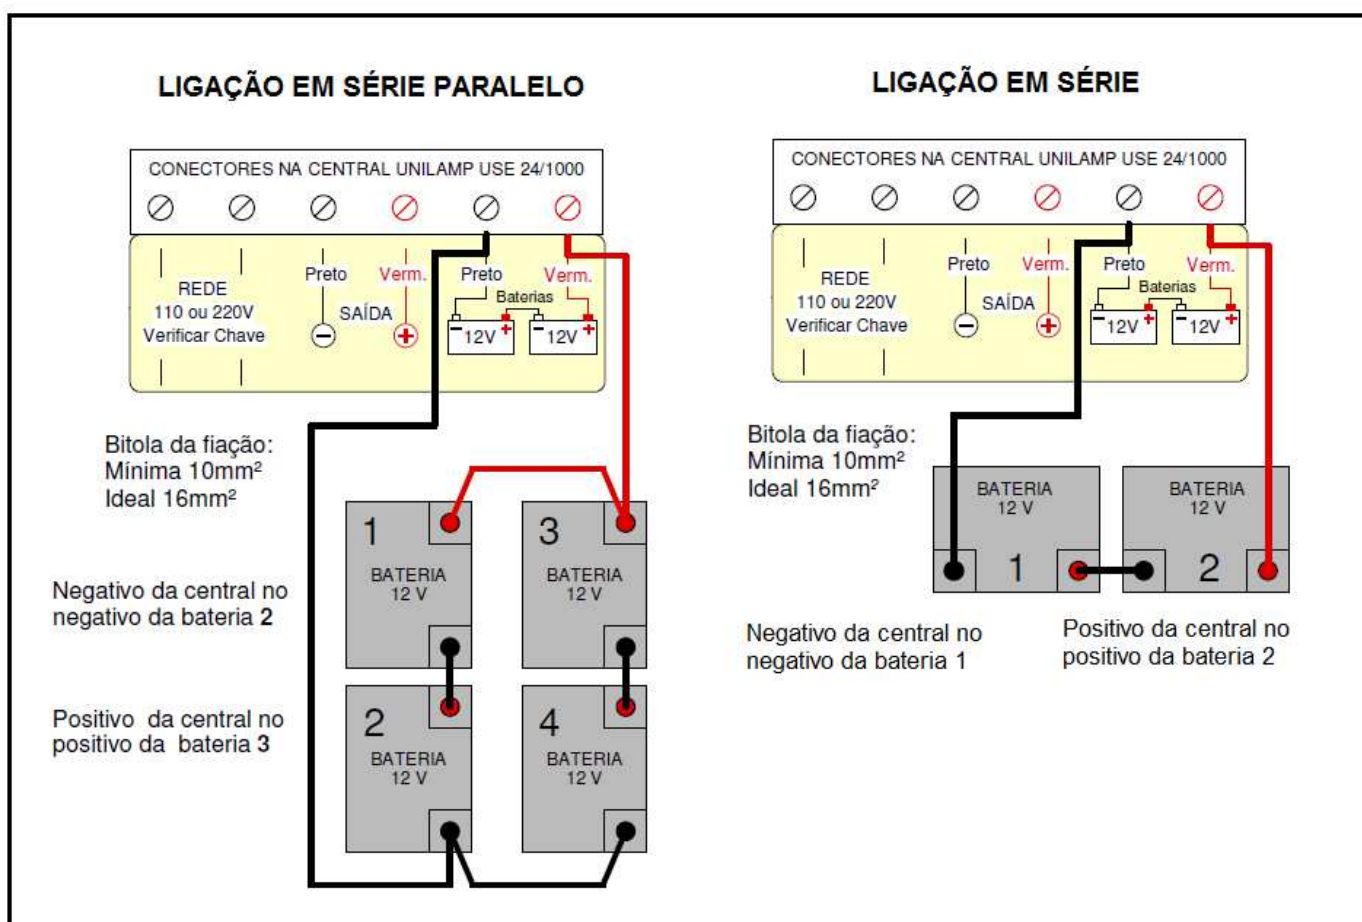 LIGAÇÃO EM SÉRIE PARALELO
CONECTORES NA CENTRAL UNILAMP USE 24/1000
REDE
110 ou 220V
Verificar Chave
Preto
Verm.
SAÍDA
Preto
Verm.
Baterias
12V
12V
Bitola da fiação:
Mínima 10mm²
Ideal 16mm²
Negativo da central no
negativo da bateria 2
Positivo da central no
positivo da bateria 3
1
BATERIA
12 V
3
BATERIA
12 V
2
BATERIA
12 V
4
BATERIA
12 V
LIGAÇÃO EM SÉRIE
CONECTORES NA CENTRAL UNILAMP USE 24/1000
REDE
110 ou 220V
Verificar Chave
Preto
Verm.
SAÍDA
Preto
Verm.
Baterias
12V
12V
Bitola da fiação:
Mínima 10mm²
Ideal 16mm²
BATERIA
12 V
1
BATERIA
12 V
2
Negativo da central no
negativo da bateria 1
Positivo da central no
positivo da bateria 2